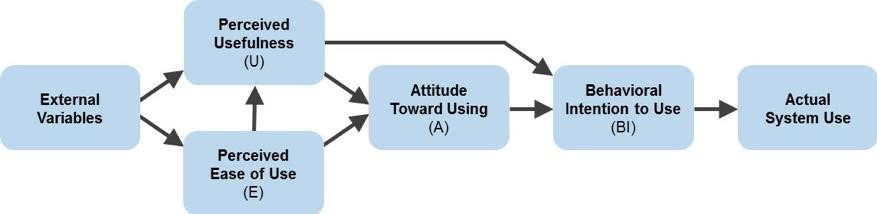 External
Variables
Perceived
Usefulness
(U)
Perceived
Ease of Use
(E)
Attitude
Toward Using
(A)
Behavioral
Intention to Use
(BI)
Actual
System Use